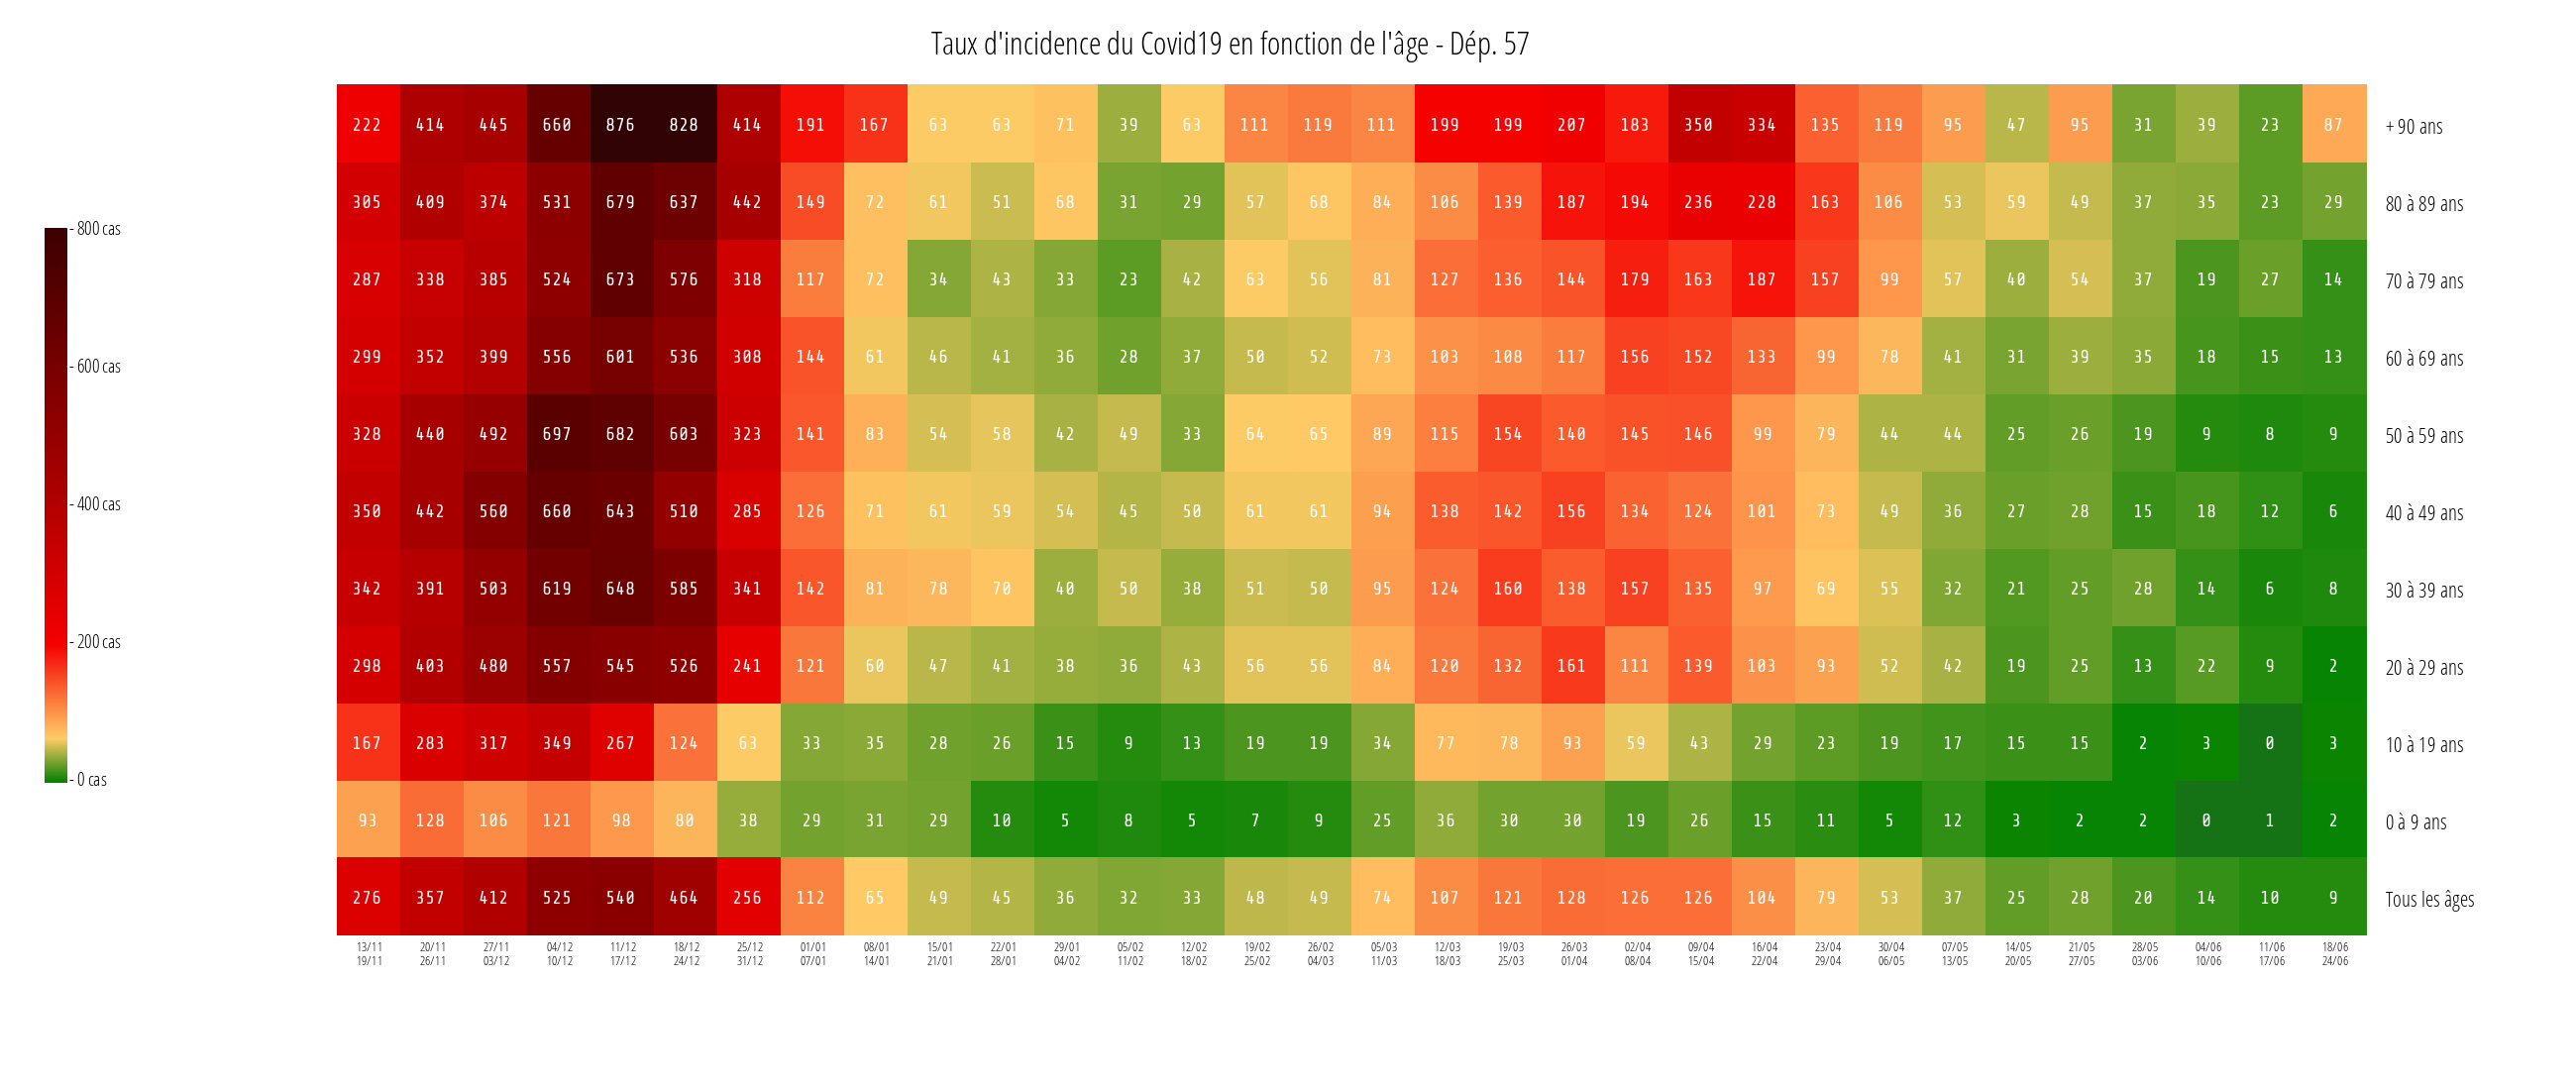 Taux d'incidence du Covid19 en fonction de l'âge - Dép. 57
- 800 cas
- 600 cas
- 400 cas
- 200 cas
- 0 cas
222 414 445 660 876 828 414 191 167 63 63 71 39 63 111 119 111 199 199 207 183 350 334 135 119 95 47 95 31 39 23 87 + 90 ans
305 409 374 531 679 637 442 149 72 61 51 68 31 29 57 68 84 106 139 187 194 236 228 163 106 53 59 49 37 35 23 29 80 à 89 ans
287 338 385 524 673 576 318 117 72 34 43 33 23 42 63 56 81 127 136 144 179 163 187 157 99 57 40 54 37 19 27 14 70 à 79 ans
299 352 399 556 601 536 308 144 61 46 41 36 28 37 50 52 73 103 108 117 156 152 133 99 78 41 31 39 35 18 15 13 60 à 69 ans
328 440 492 697 682 603 323 141 83 54 58 42 49 33 64 65 89 115 154 140 145 146 99 79 44 44 25 26 19 9 8 9 50 à 59 ans
350 442 560 660 643 510 285 126 71 61 59 54 45 50 61 61 94 138 142 156 134 124 101 73 49 36 27 28 15 18 12 6 40 à 49 ans
342 391 503 619 648 585 341 142 81 78 70 40 50 38 51 50 95 124 160 138 157 135 97 69 55 32 21 25 28 14 6 8 30 à 39 ans
298 403 480 557 545 526 241 121 60 47 41 38 36 43 56 56 84 120 132 161 111 139 103 93 52 42 19 25 13 22 9 2 20 à 29 ans
167 283 317 349 267 124 63 33 35 28 26 15 9 13 19 19 34 77 78 93 59 43 29 23 19 17 15 15 2 3 0 3 10 à 19 ans
93 128 106 121 98 80 38 29 31 29 10 5 8 5 7 9 25 36 30 30 19 26 15 11 5 12 3 2 2 0 1 2 0 à 9 ans
276 357 412 525 540 464 256 112 65 49 45 36 32 33 48 49 74 107 121 128 126 126 104 79 53 37 25 28 20 14 10 9 Tous les âges
13/11 20/11 27/11 04/12 11/12 18/12 25/12 01/01 08/01 15/01 22/01 29/01 05/02 12/02 19/02 26/02 05/03 12/03 19/03 26/03 02/04 09/04 16/04 23/04 30/04 07/05 14/05 21/05 28/05 04/06 11/06 18/06
19/11 26/11 03/12 10/12 17/12 24/12 31/12 07/01 14/01 21/01 28/01 04/02 11/02 18/02 25/02 04/03 11/03 18/03 25/03 01/04 08/04 15/04 22/04 29/04 06/05 13/05 20/05 27/05 03/06 10/06 17/06 24/06